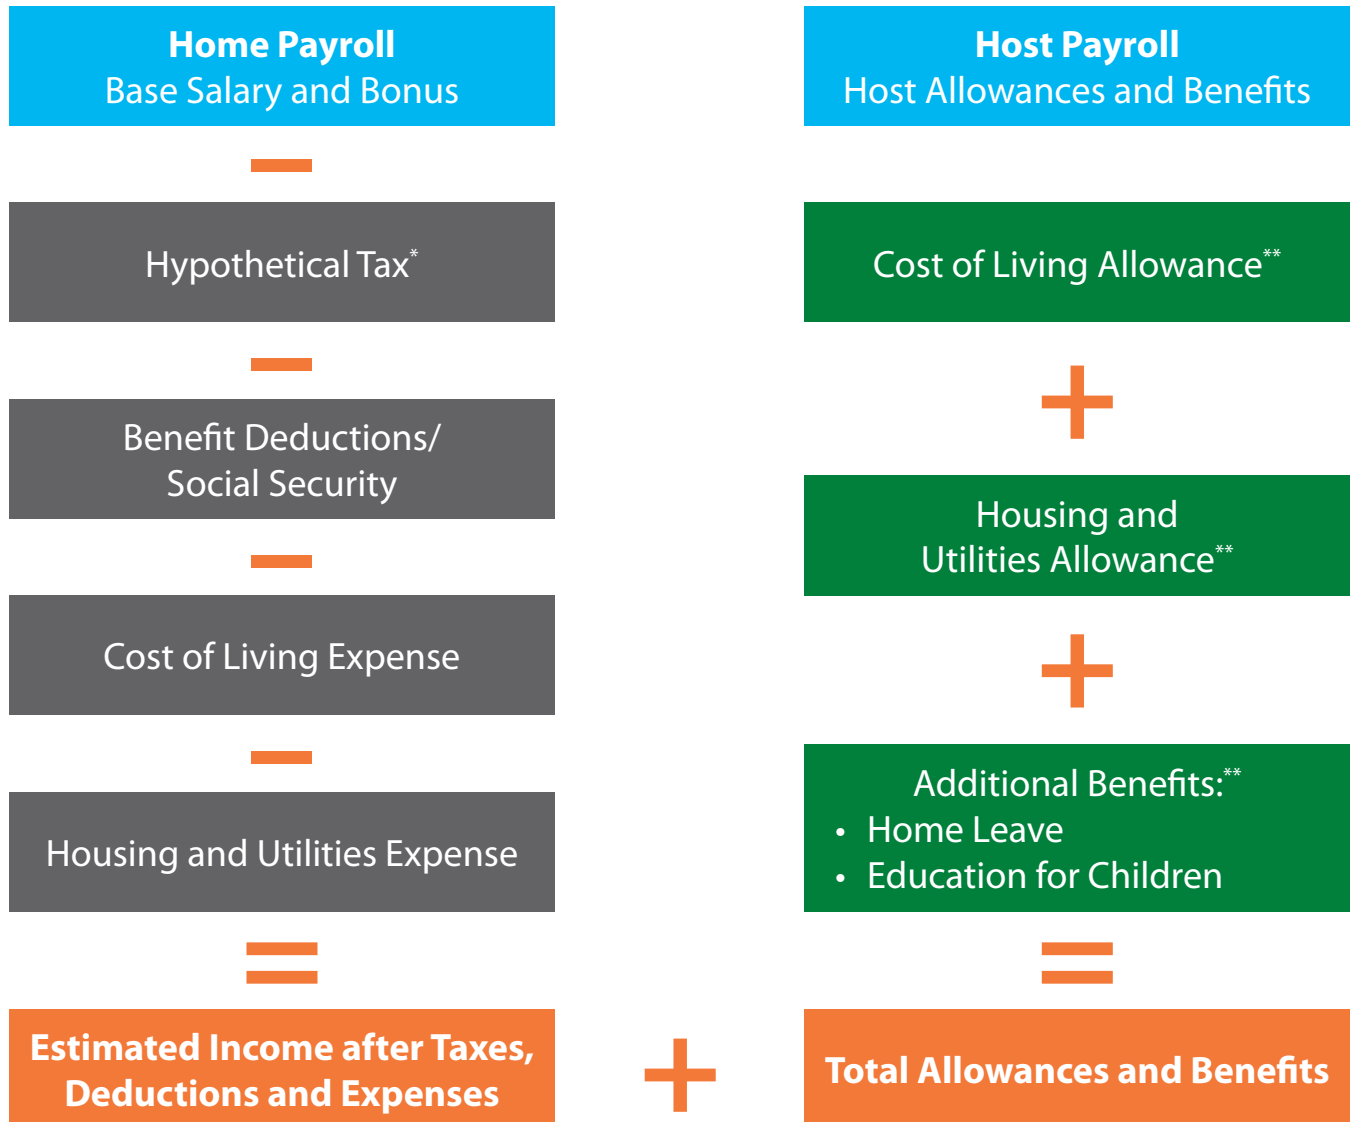 Home Payroll
Base Salary and Bonus
Hypothetical Tax*
Benefit Deductions/
Social Security
Cost of Living Expense
Housing and Utilities Expense
Estimated Income after Taxes,
Deductions and Expenses
+
Host Payroll
Host Allowances and Benefits
Cost of Living Allowance**
+
Housing and
Utilities Allowance**
+
Additional Benefits:**
• Home Leave
• Education for Children
=
Total Allowances and Benefits